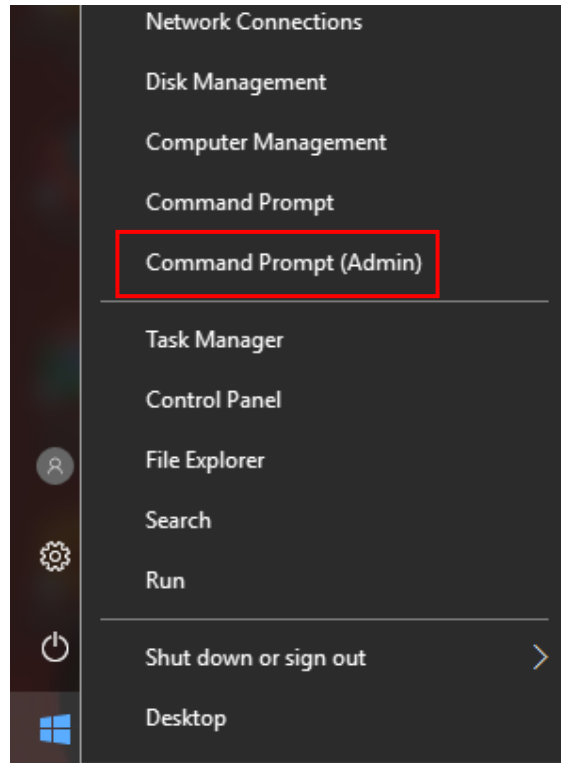 Network Connections
Disk Management
Computer Management
Command Prompt
Command Prompt (Admin)
Task Manager
Control Panel
File Explorer
Search
Run
Shut down or sign out
Desktop